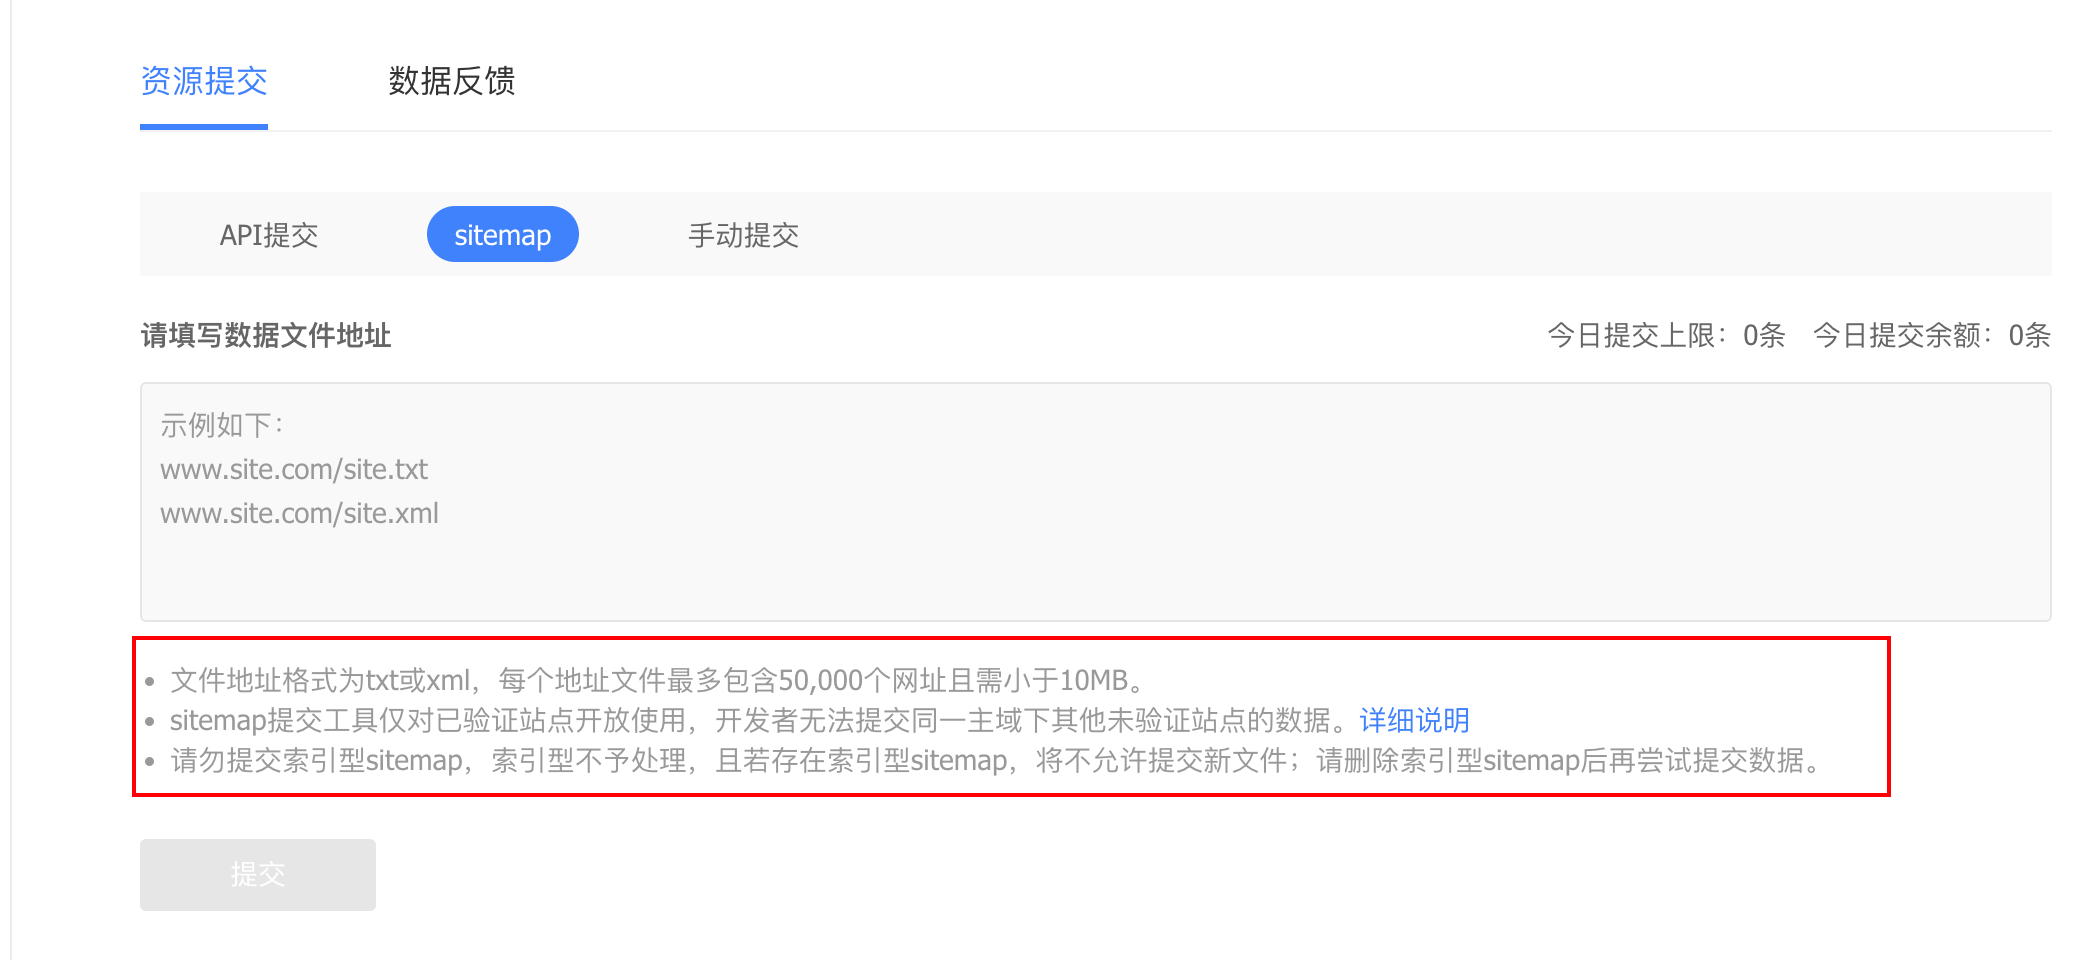 资源提交 数据反馈
API提交 sitemap 手动提交
请填写数据文件地址 今日提交上限：0条 今日提交余额：0条
示例如下：
www.site.com/site.txt
www.site.com/site.xml
文件地址格式为txt或xml，每个地址文件最多包含50,000个网址且需小于10MB。
sitemap提交工具仅对已验证站点开放使用，开发者无法提交同一主域下其他未验证站点的数据。详细说明
请勿提交索引型sitemap，索引型不予处理，且若存在索引型sitemap，将不允许提交新文件；请删除索引型sitemap后再尝试提交数据。
提交